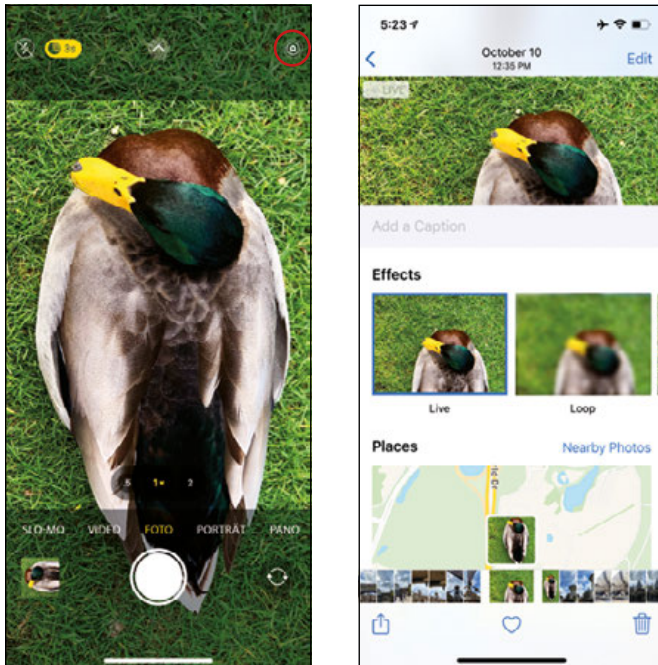 3s
.5
1×
2
SLO-MO
VIDEO
FOTO
PORTRÄT
PANO
5:23
October 10
12:35 PM
Edit
LIVE
Add a Caption
Effects
Live
Loop
Places
Nearby Photos